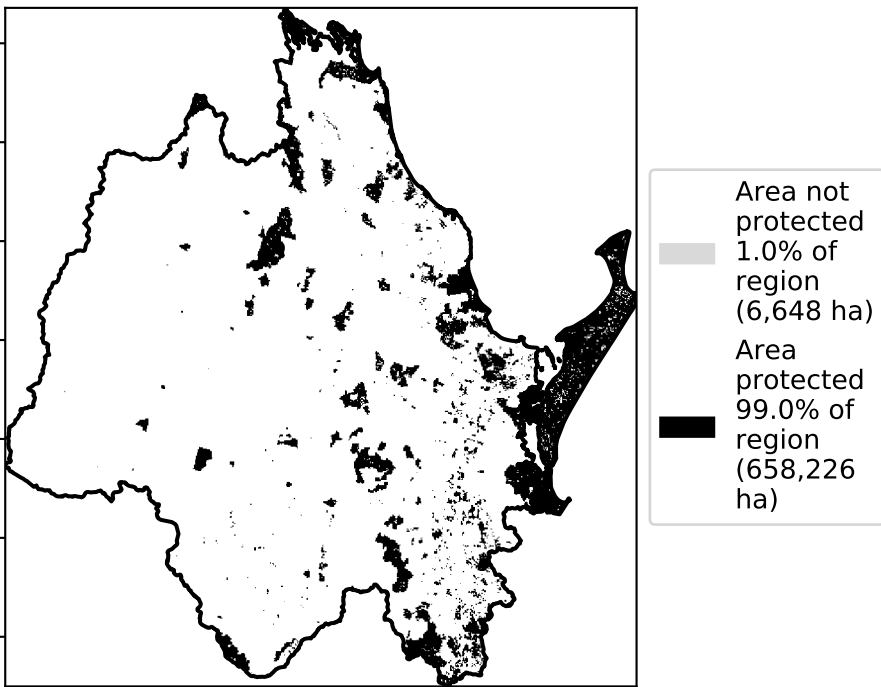 Area not
protected
1.0% of
region
(6,648 ha)
Area
protected
99.0% of
region
(658,226
ha)